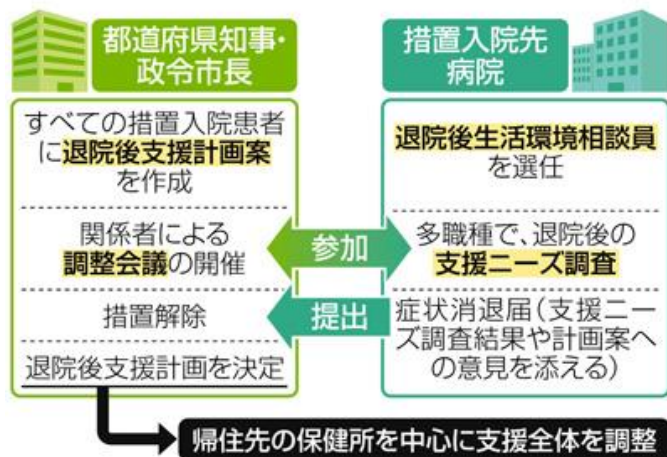 都道府県知事・
政令市長
すべての措置入院患者
に退院後支援計画案
を作成
関係者による
調整会議の開催
措置解除
退院後支援計画を決定
参加
提出
措置入院先
病院
退院後生活環境相談員
を選任
多職種で、退院後の
支援ニーズ調査
症状消退届(支援ニー
ズ調査結果や計画案へ
の意見を添える)
帰住先の保健所を中心に支援全体を調整